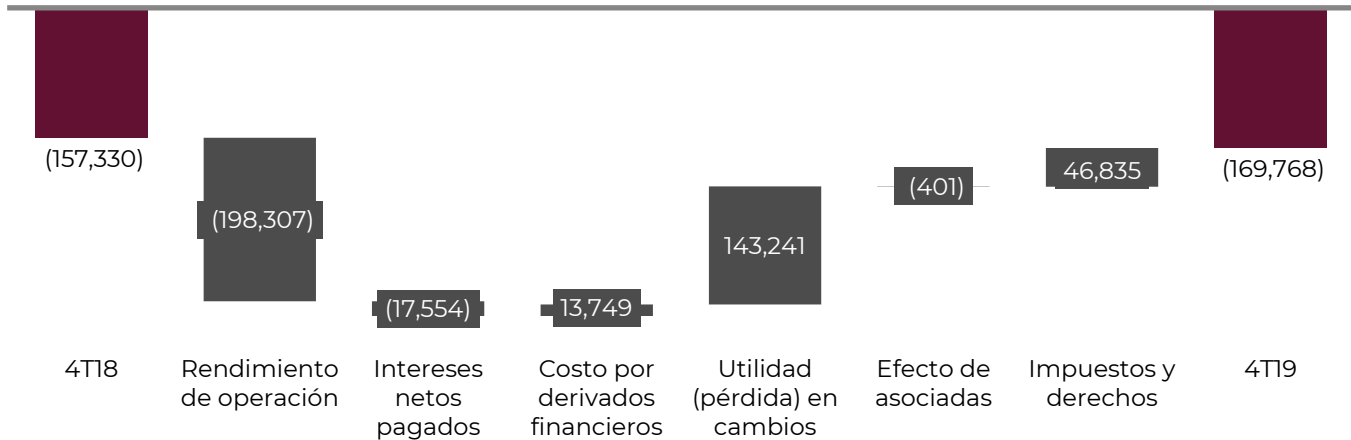 (157,330)
(198,307)
(17,554)
13,749
143,241
(401)
46,835
(169,768)
4T18
Rendimiento
de operación
Intereses
netos
pagados
Costo por
derivados
financieros
Utilidad
(pérdida) en
cambios
Efecto de
asociadas
Impuestos y
derechos
4T19